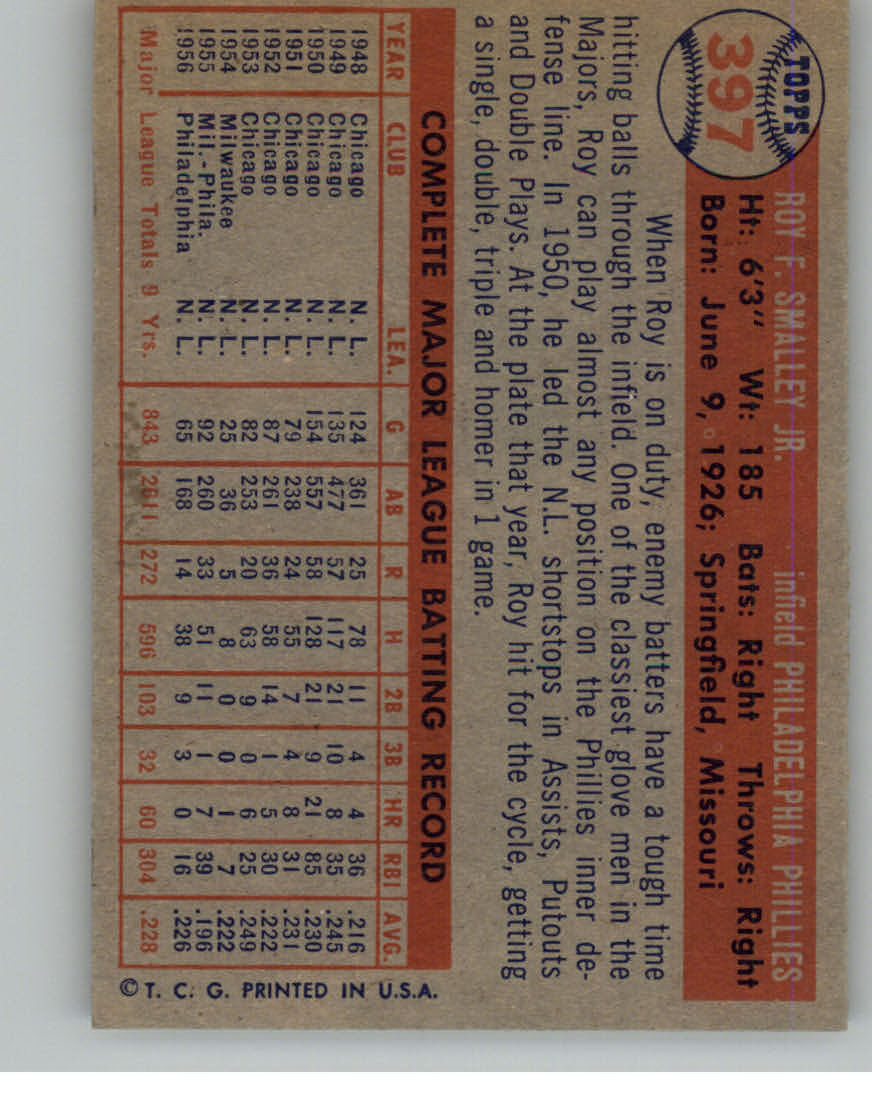 TOPPS
397
ROY F. SMALLEY JR. infield PHILADELPHIA PHILLIES
Ht: 6'3" Wt: 185 Bats: Right Throws: Right
Born: June 9, 1926; Springfield, Missouri
When Roy is on duty, enemy batters have a tough time
hitting balls through the infield. One of the classiest glove men in the
Majors, Roy can play almost any position on the Phillies inner de-
fense line. In 1950, he led the N.L. shortstops in Assists, Putouts
and Double Plays. At the plate that year, Roy hit for the cycle, getting
a single, double, triple and homer in 1 game.
COMPLETE MAJOR LEAGUE BATTING RECORD
YEAR CLUB LEA. G AB R H 2B 3B HR RBI AVG.
1948 Chicago N. L. 124 361 25 78 11 4 4 36 .216
1949 Chicago N. L. 135 477 57 117 21 10 8 35 .245
1950 Chicago N. L. 154 557 58 128 21 9 21 85 .230
1951 Chicago N. L. 79 238 24 55 7 4 8 31 .231
1952 Chicago N. L. 87 261 36 58 14 1 5 30 .222
1953 Chicago N. L. 82 253 20 63 9 0 6 25 .249
1954 Milwaukee N. L. 25 36 5 8 0 0 1 7 .222
1955 Mil.-Phila. N. L. 92 260 33 51 11 1 7 39 .196
1956 Philadelphia N. L. 65 168 14 38 9 3 0 16 .226
Major League Totals 9 Yrs. 843 2611 272 596 103 32 60 304 .228
© T. C. G. PRINTED IN U.S.A.